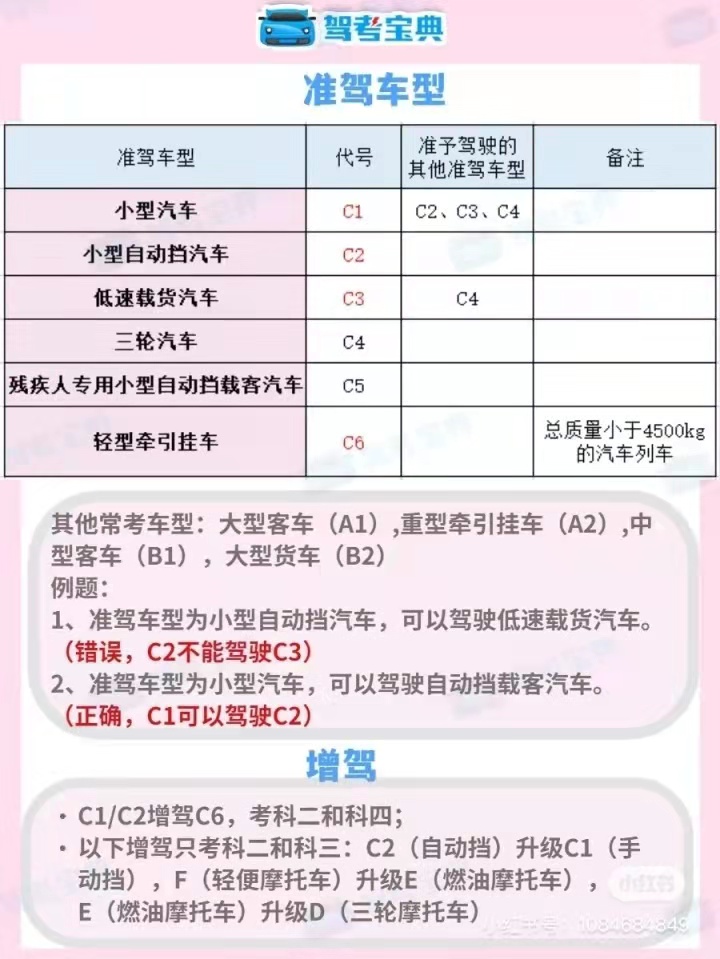 驾考宝典
准驾车型
准驾车型 代号 准予驾驶的其他准驾车型 备注
小型汽车 C1 C2、C3、C4
小型自动挡汽车 C2
低速载货汽车 C3 C4
三轮汽车 C4
残疾人专用小型自动挡载客汽车 C5
轻型牵引挂车 C6 总质量小于4500kg的汽车列车
其他常考车型：大型客车（A1）,重型牵引挂车（A2）,中
型客车（B1），大型货车（B2）
例题：
1、准驾车型为小型自动挡汽车，可以驾驶低速载货汽车。
（错误，C2不能驾驶C3）
2、准驾车型为小型汽车，可以驾驶自动挡载客汽车。
（正确，C1可以驾驶C2）
增驾
· C1/C2增驾C6，考科二和科四；
· 以下增驾只考科二和科三：C2（自动挡）升级C1（手
动挡），F（轻便摩托车）升级E（燃油摩托车），
E（燃油摩托车）升级D（三轮摩托车）
小红书
小红书号：1084684849